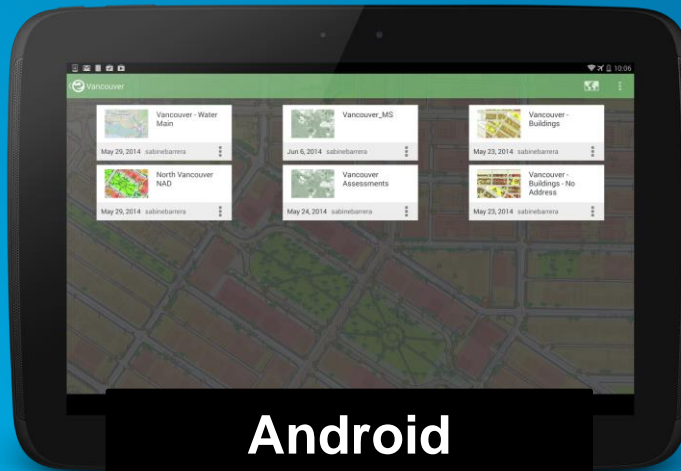 10:06
Vancouver
Vancouver - Water
Main
May 29, 2014 sabinebarrera
Vancouver_MS
Jun 6, 2014 sabinebarrera
Vancouver -
Buildings
May 23, 2014 sabinebarrera
North Vancouver
NAD
May 29, 2014 sabinebarrera
Vancouver
Assessments
May 24, 2014 sabinebarrera
Vancouver -
Buildings - No
Address
May 23, 2014 sabinebarrera
Android